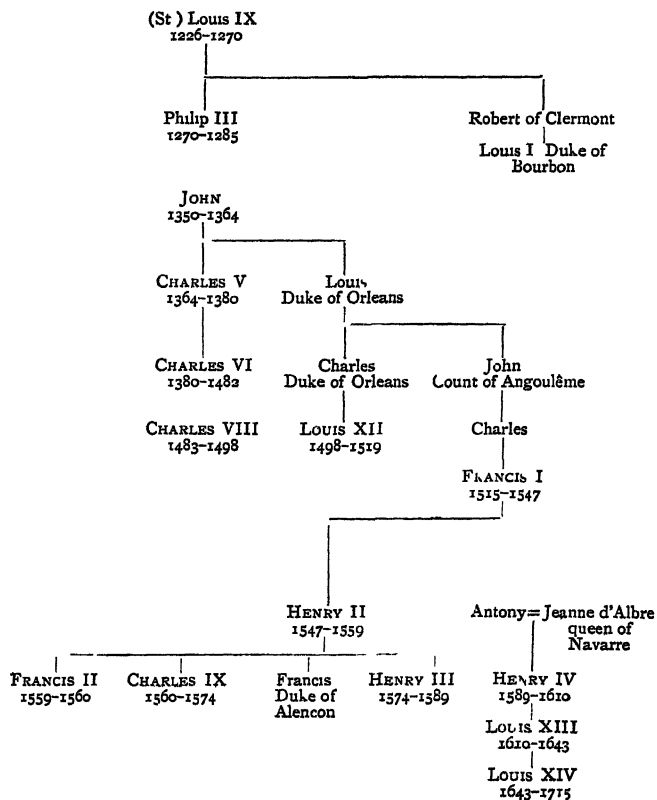 (St ) Louis IX
1226-1270
Philip III
1270-1285
Robert of Clermont
Louis I Duke of
Bourbon
JOHN
1350-1364
CHARLES V
1364-1380
Louis
Duke of Orleans
CHARLES VI
1380-1482
Charles
Duke of Orleans
John
Count of Angoulême
CHARLES VIII
1483-1498
LOUIS XII
1498-1519
Charles
FRANCIS I
1515-1547
HENRY II
1547-1559
Antony=Jeanne d'Albre
queen of
Navarre
FRANCIS II
1559-1560
CHARLES IX
1560-1574
Francis
Duke of
Alencon
HENRY III
1574-1589
HENRY IV
1589-1610
LOUIS XIII
1610-1643
LOUIS XIV
1643-1715